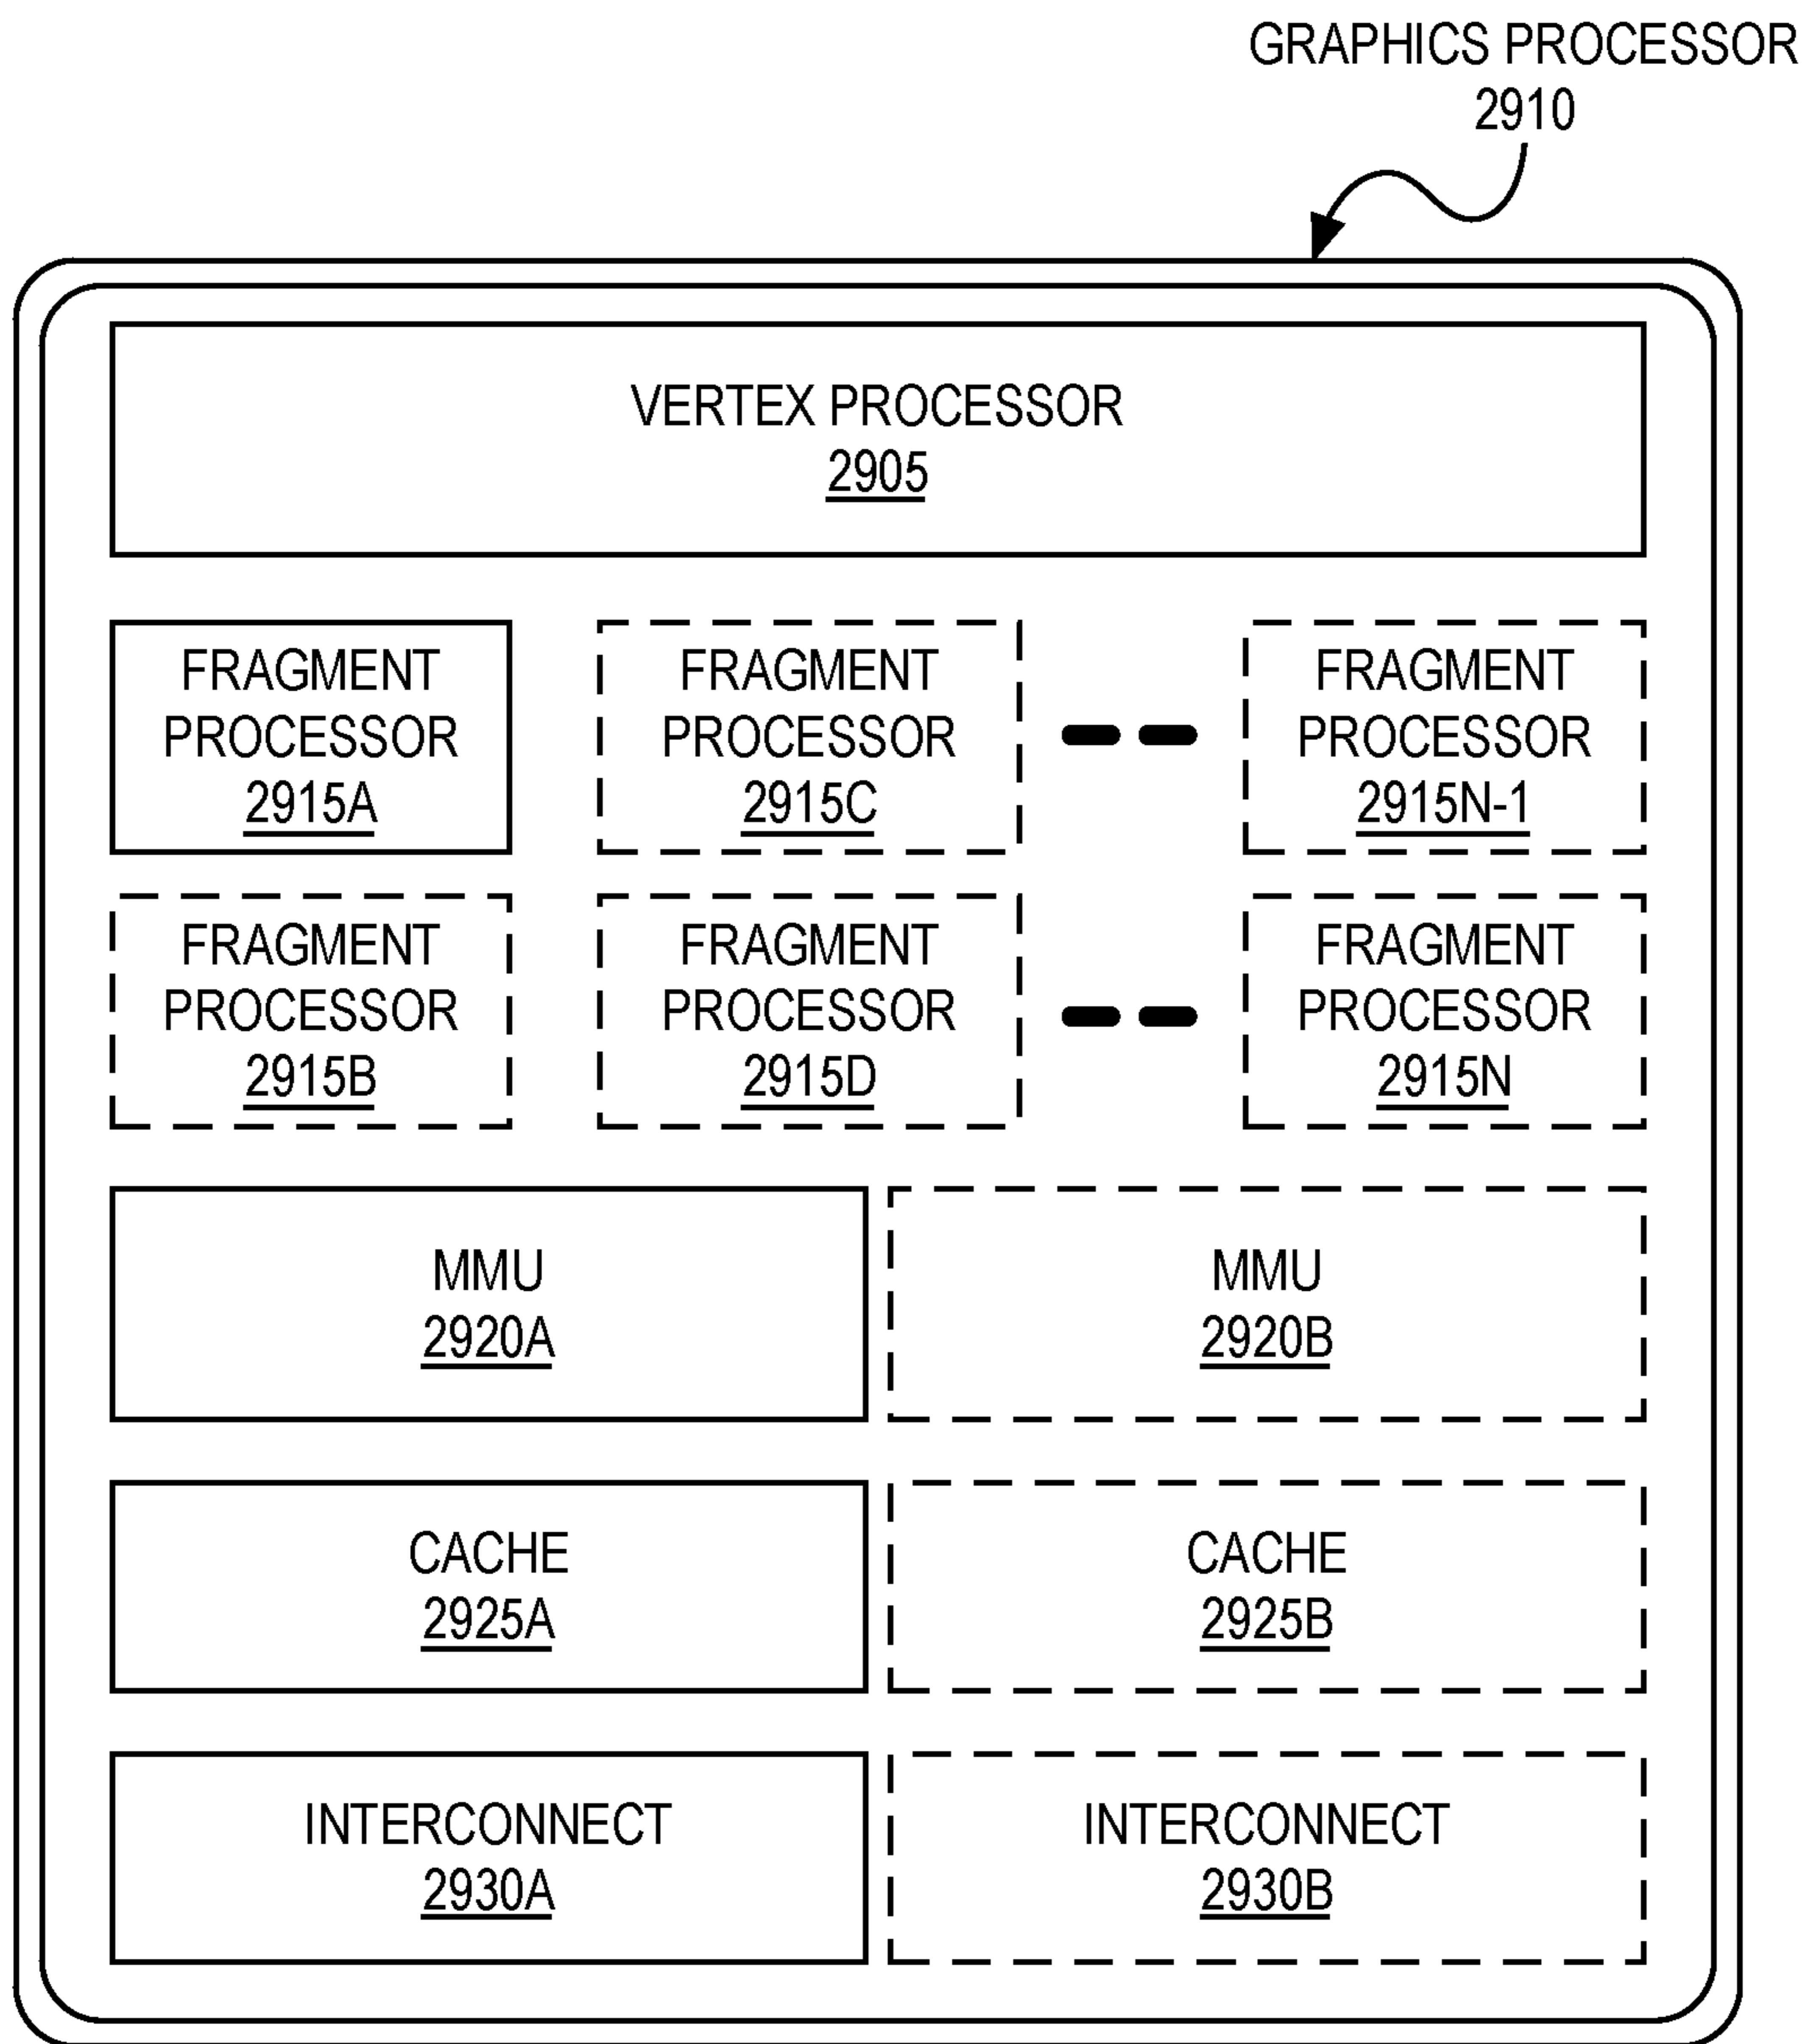 GRAPHICS PROCESSOR
2910
VERTEX PROCESSOR
2905
FRAGMENT
PROCESSOR
2915A
FRAGMENT
PROCESSOR
2915C
FRAGMENT
PROCESSOR
2915N-1
FRAGMENT
PROCESSOR
2915B
FRAGMENT
PROCESSOR
2915D
FRAGMENT
PROCESSOR
2915N
MMU
2920A
MMU
2920B
CACHE
2925A
CACHE
2925B
INTERCONNECT
2930A
INTERCONNECT
2930B